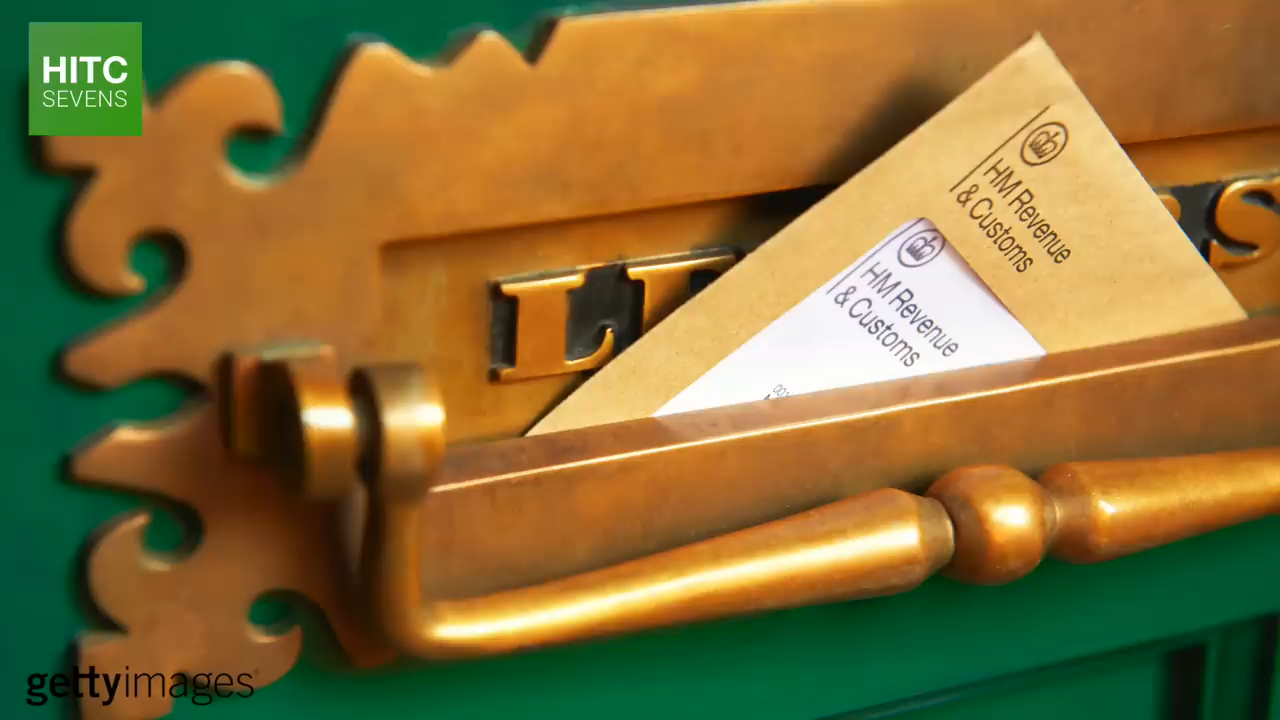 HITC
SEVENS
HM Revenue
& Customs
HM Revenue
& Customs
gettyimages